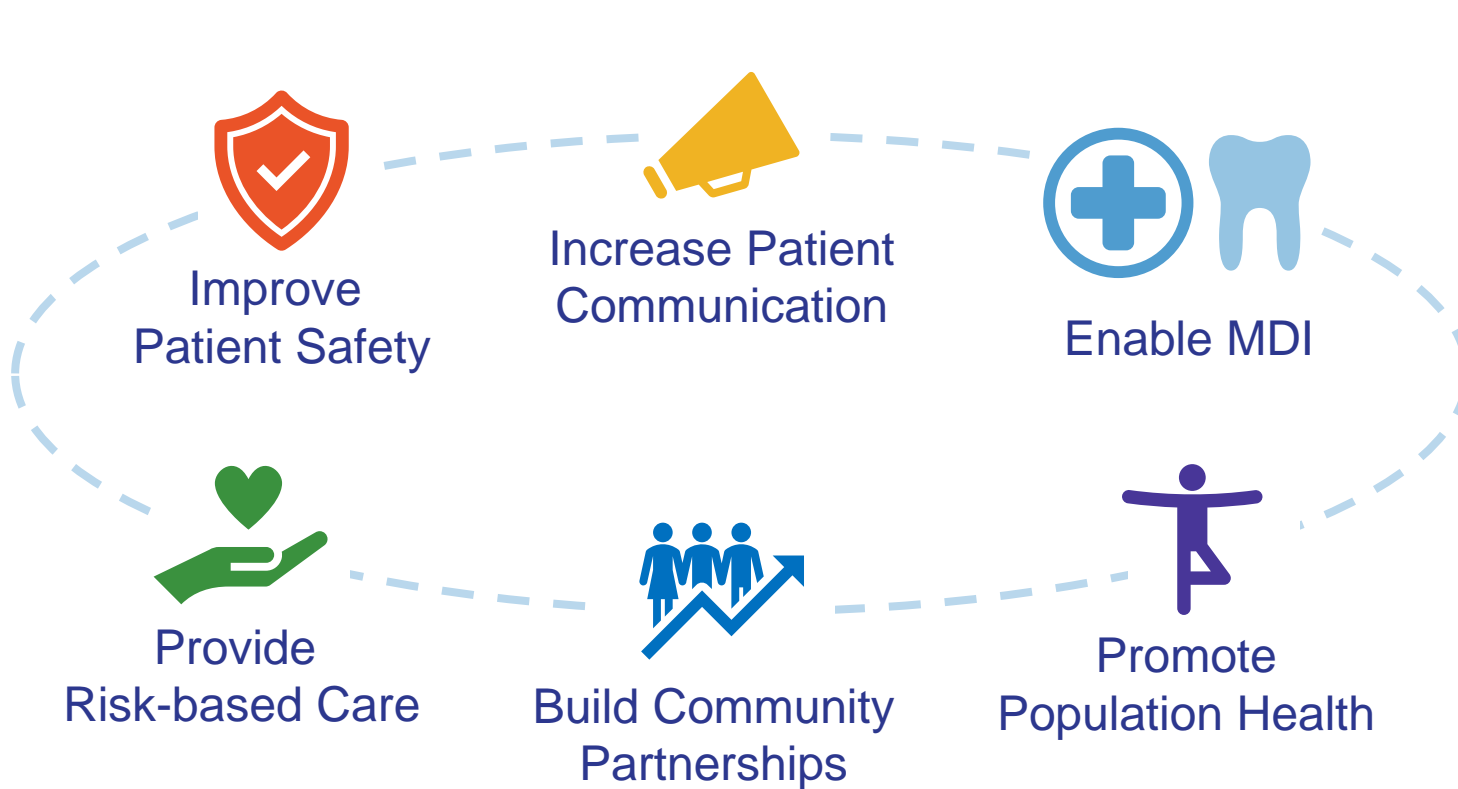 Improve
Patient Safety
Increase Patient
Communication
Enable MDI
Provide
Risk-based Care
Build Community
Partnerships
Promote
Population Health